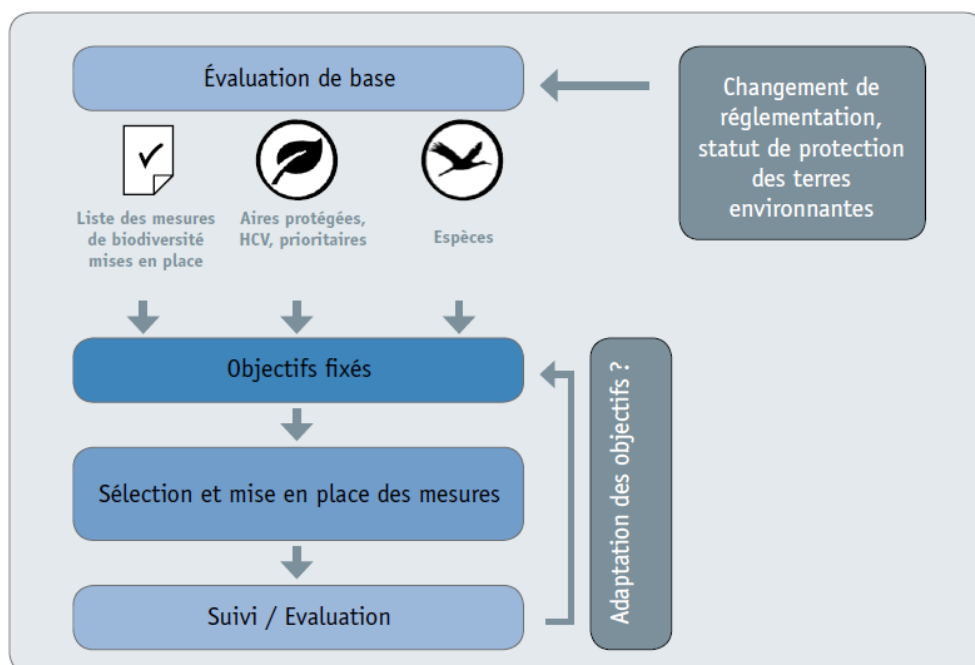 Évaluation de base
Changement de
réglementation,
statut de protection
des terres
environnantes
Liste des mesures
de biodiversité
mises en place
Aires protégées,
HCV, prioritaires
Espèces
Objectifs fixés
Adaptation des objectifs ?
Sélection et mise en place des mesures
Suivi / Evaluation